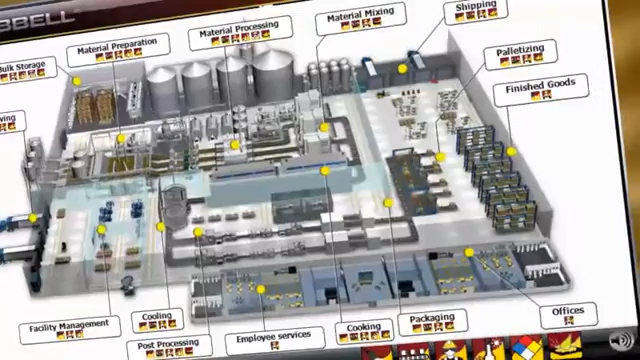 BBELL
Bulk Storage
Material Preparation
Material Processing
Material Mixing
Shipping
Palletizing
Finished Goods
Facility Management
Cooling
Post Processing
Employee services
Cooking
Packaging
Offices